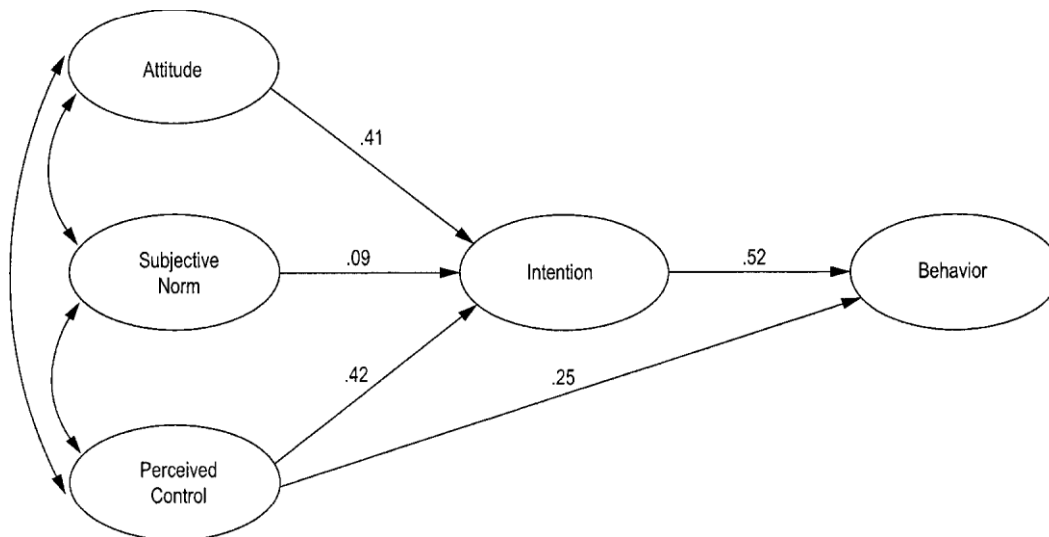 Attitude
.41
Subjective
Norm
.09
Intention
.52
Behavior
.42
.25
Perceived
Control